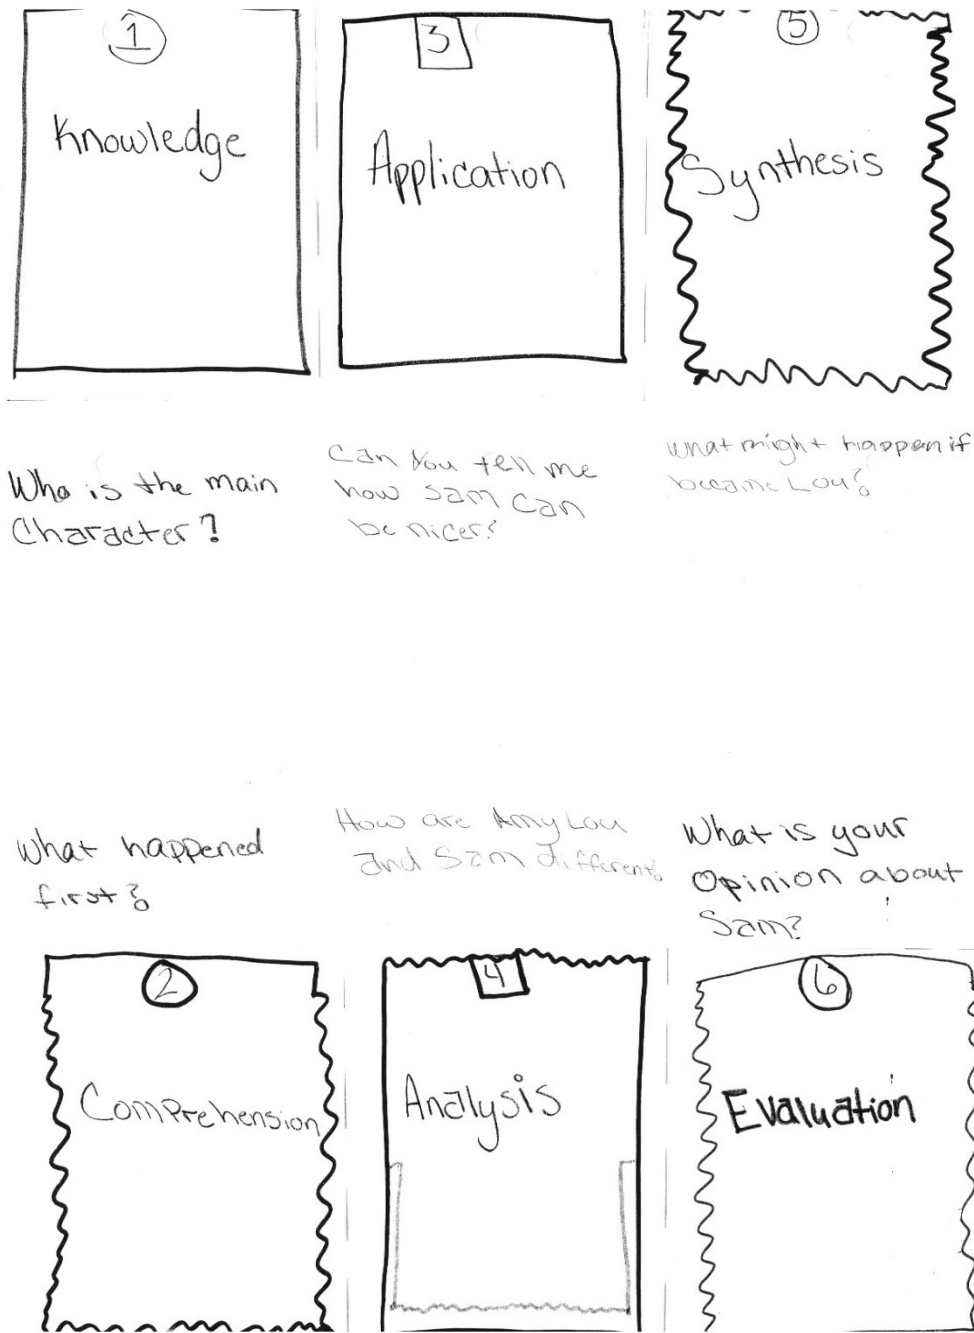 1
Knowledge
3
Application
5
Synthesis
Who is the main
Character?
Can You tell me
how Sam can
be nicer?
what might happen if
became Lou?
What happened
first?
How are Amy Lou
and Sam different?
What is your
Opinion about
Sam?
2
Comprehension
4
Analysis
6
Evaluation